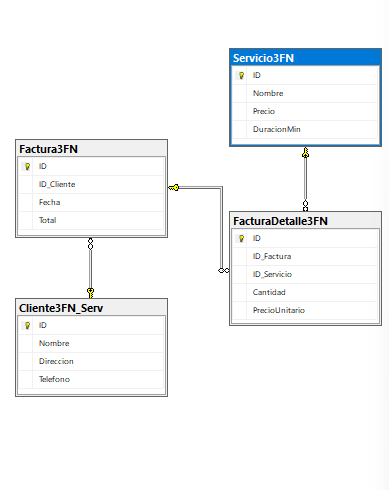 Servicio3FN
ID
Nombre
Precio
DuracionMin
Factura3FN
ID
ID_Cliente
Fecha
Total
FacturaDetalle3FN
ID
ID_Factura
ID_Servicio
Cantidad
PrecioUnitario
Cliente3FN_Serv
ID
Nombre
Direccion
Telefono